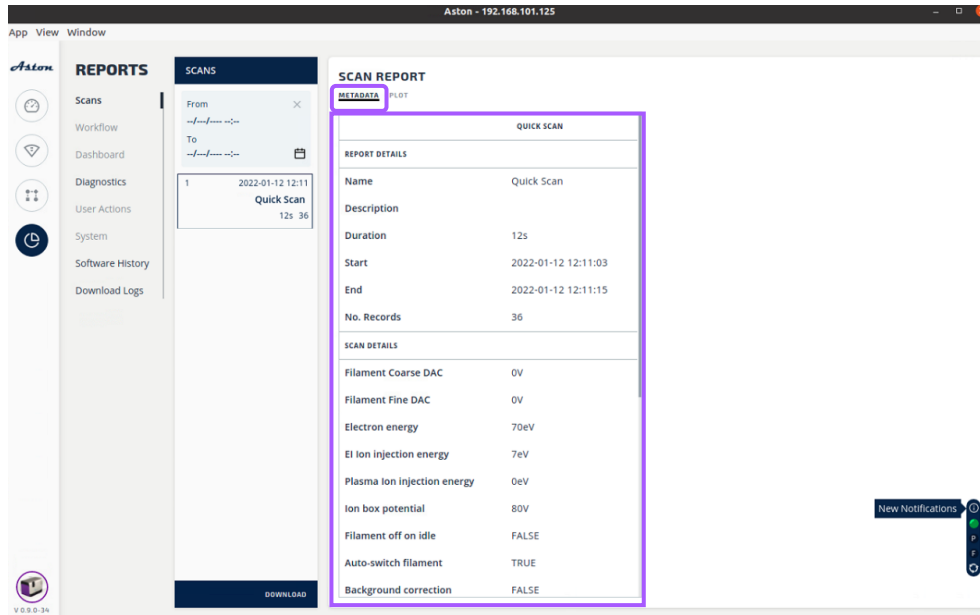 Aston - 192.168.101.125
App View Window
Aston
V 0.9.0-34
REPORTS
Scans
Workflow
Dashboard
Diagnostics
User Actions
System
Software History
Download Logs
SCANS
From
--/--/---- --:--
To
--/--/---- --:--
1 2022-01-12 12:11
Quick Scan
12s 36
DOWNLOAD
SCAN REPORT
METADATA PLOT
QUICK SCAN
REPORT DETAILS
Name Quick Scan
Description
Duration 12s
Start 2022-01-12 12:11:03
End 2022-01-12 12:11:15
No. Records 36
SCAN DETAILS
Filament Coarse DAC 0V
Filament Fine DAC 0V
Electron energy 70eV
EI Ion injection energy 7eV
Plasma Ion injection energy 0eV
Ion box potential 80V
Filament off on idle FALSE
Auto-switch filament TRUE
Background correction FALSE
New Notifications
P
F